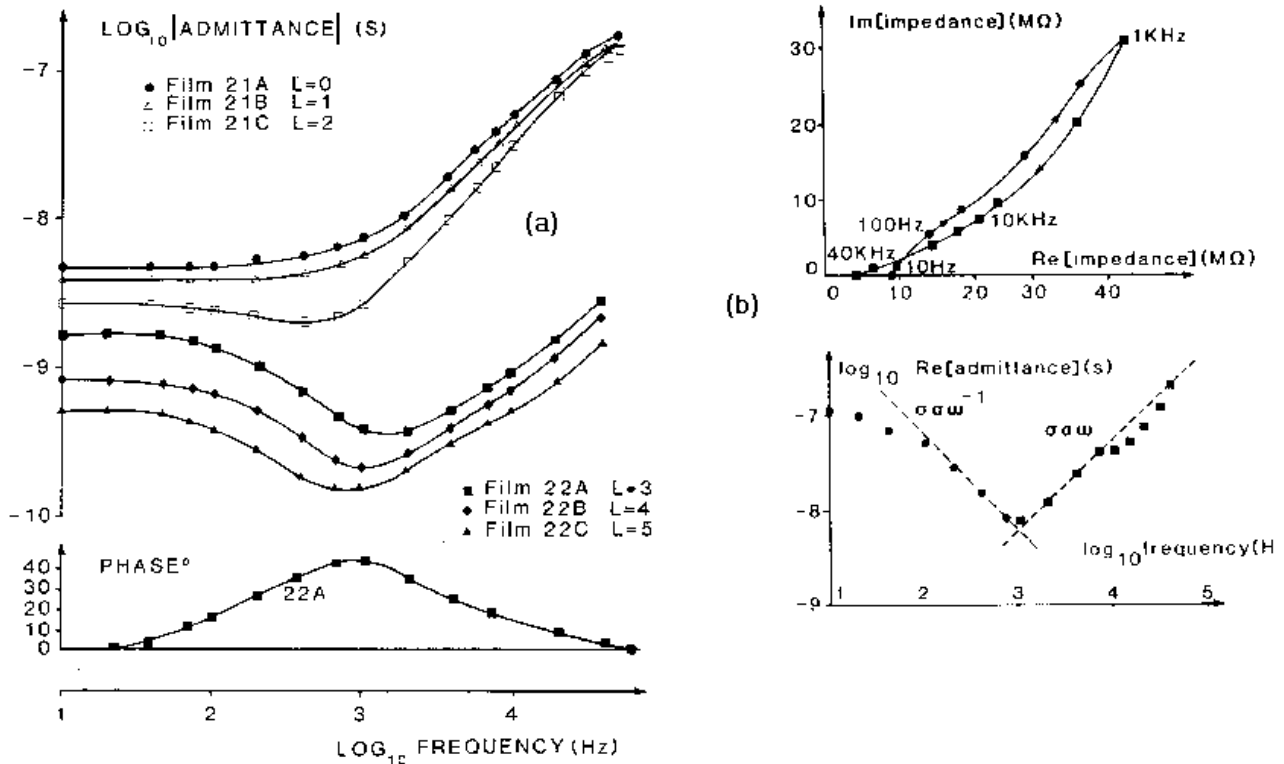 LOG10 |ADMITTANCE| (S)
-7
Film 21A L=0
Film 21B L=1
Film 21C L=2
-8
(a)
-9
Film 22A L=3
Film 22B L=4
Film 22C L=5
-10
PHASE°
40
30
20
10
0
22A
1 2 3 4
LOG10 FREQUENCY (Hz)
Im[impedance](MΩ)
30
1KHz
20
10
100Hz
10KHz
40KHz
10Hz
Re[impedance](MΩ)
0
0 10 20 30 40
(b)
log10 Re[admittance](s)
σαω-1
σαω
-7
-8
log10 frequency(H
-9
1 2 3 4 5